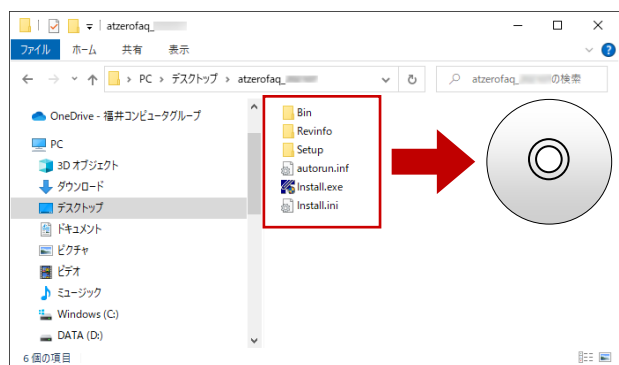 atzerofaq_
ファイル ホーム 共有 表示
PC デスクトップ atzerofaq_
atzerofaq_ の検索
OneDrive - 福井コンピュータグループ
PC
3D オブジェクト
ダウンロード
デスクトップ
ドキュメント
ピクチャ
ビデオ
ミュージック
Windows (C:)
DATA (D:)
Bin
Revinfo
Setup
autorun.inf
Install.exe
Install.ini
6 個の項目